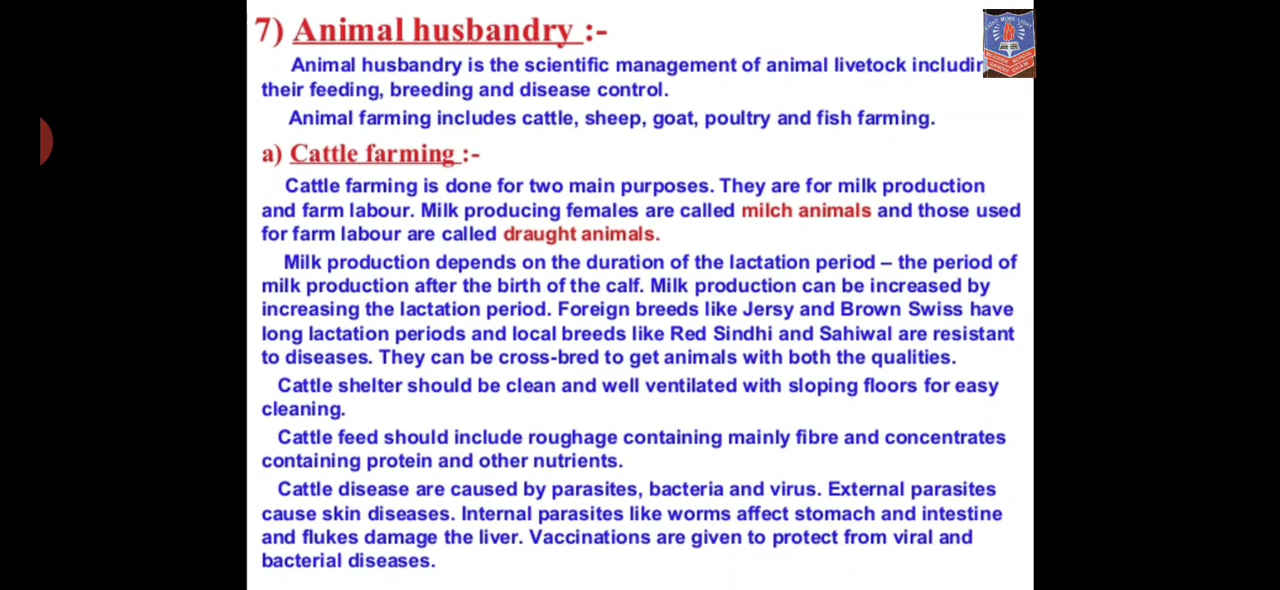 7) Animal husbandry :-
Animal husbandry is the scientific management of animal livetock
their feeding, breeding and disease control.
Animal farming includes cattle, sheep, goat, poultry and fish farming.
a) Cattle farming :-
Cattle farming is done for two main purposes. They are for milk production
and farm labour. Milk producing females are called milch animals and those used
for farm labour are called draught animals.
Milk production depends on the duration of the lactation period – the period of
milk production after the birth of the calf. Milk production can be increased by
increasing the lactation period. Foreign breeds like Jersy and Brown Swiss have
long lactation periods and local breeds like Red Sindhi and Sahiwal are resistant
to diseases. They can be cross-bred to get animals with both the qualities.
Cattle shelter should be clean and well ventilated with sloping floors for easy
cleaning.
Cattle feed should include roughage containing mainly fibre and concentrates
containing protein and other nutrients.
Cattle disease are caused by parasites, bacteria and virus. External parasites
cause skin diseases. Internal parasites like worms affect stomach and intestine
and flukes damage the liver. Vaccinations are given to protect from viral and
bacterial diseases.
LIGHT MORE LIGHT
MODERN SCHOOL